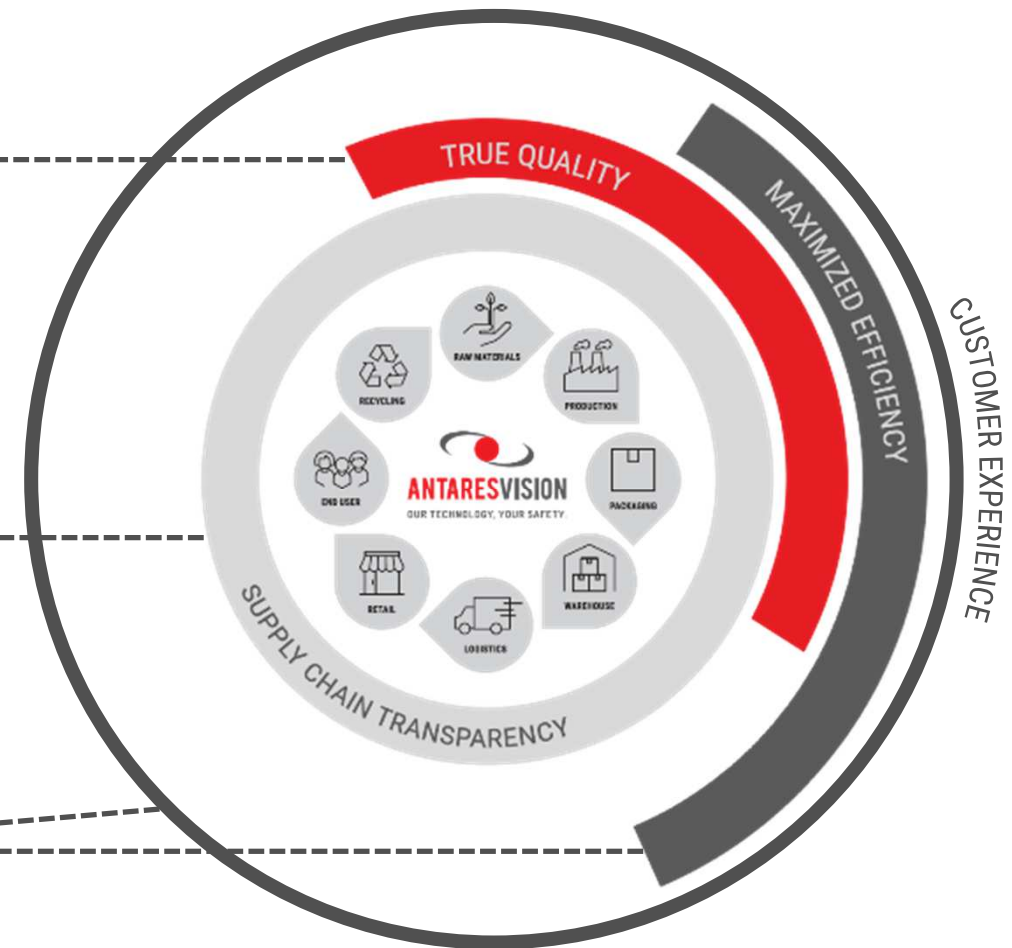 TRUE QUALITY
MAXIMIZED EFFICIENCY
CUSTOMER EXPERIENCE
RAW MATERIALS
RECYCLING
PRODUCTION
END USER
ANTARESVISION
OUR TECHNOLOGY, YOUR SAFETY.
PACKAGING
RETAIL
WAREHOUSE
LOGISTICS
SUPPLY CHAIN TRANSPARENCY